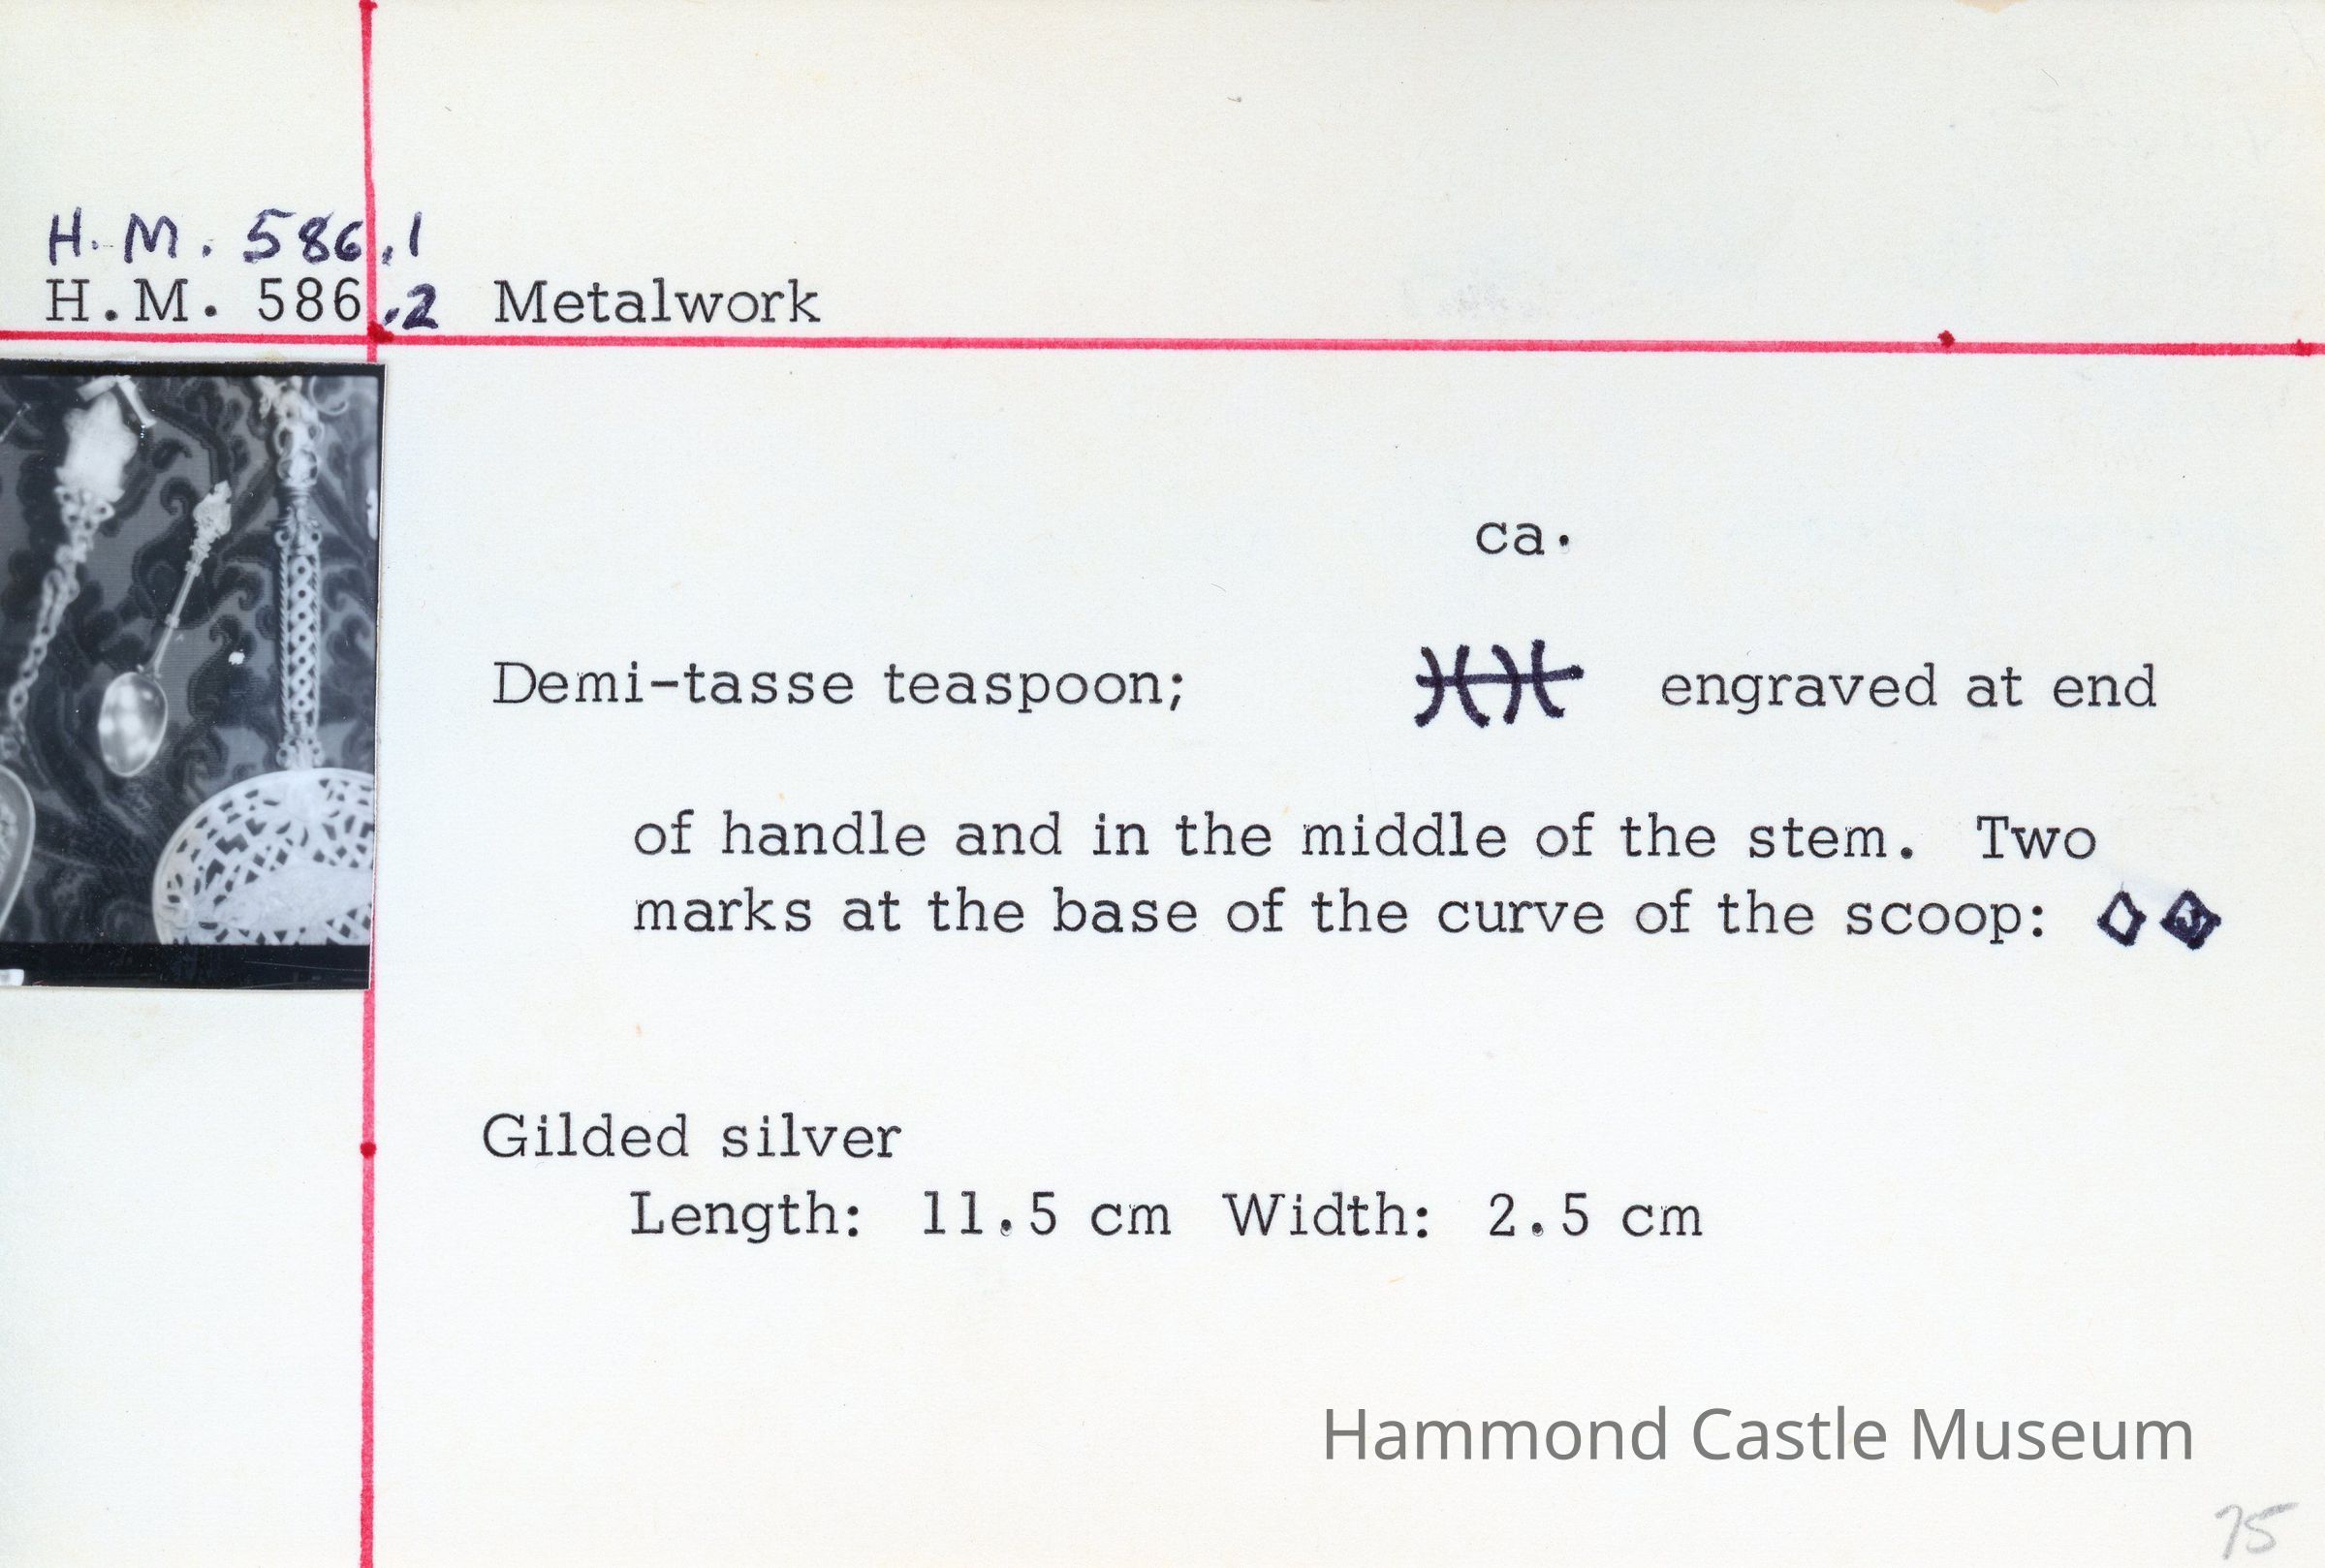 H.M. 586.1
H.M. 586.2 Metalwork
ca.
Demi-tasse teaspoon; engraved at end
of handle and in the middle of the stem. Two
marks at the base of the curve of the scoop:
Gilded silver
Length: 11.5 cm Width: 2.5 cm
Hammond Castle Museum
75